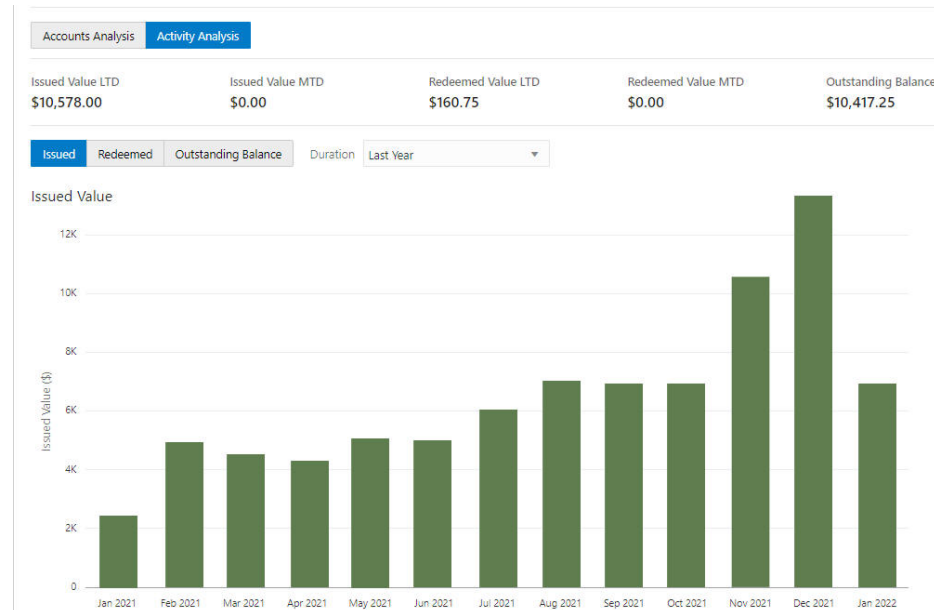 Accounts Analysis Activity Analysis
Issued Value LTD Issued Value MTD Redeemed Value LTD Redeemed Value MTD Outstanding Balance
$10,578.00 $0.00 $160.75 $0.00 $10,417.25
Issued Redeemed Outstanding Balance Duration Last Year
Issued Value
12K
10K
8K
6K
4K
2K
0
Issued Value ($)
Jan 2021 Feb 2021 Mar 2021 Apr 2021 May 2021 Jun 2021 Jul 2021 Aug 2021 Sep 2021 Oct 2021 Nov 2021 Dec 2021 Jan 2022